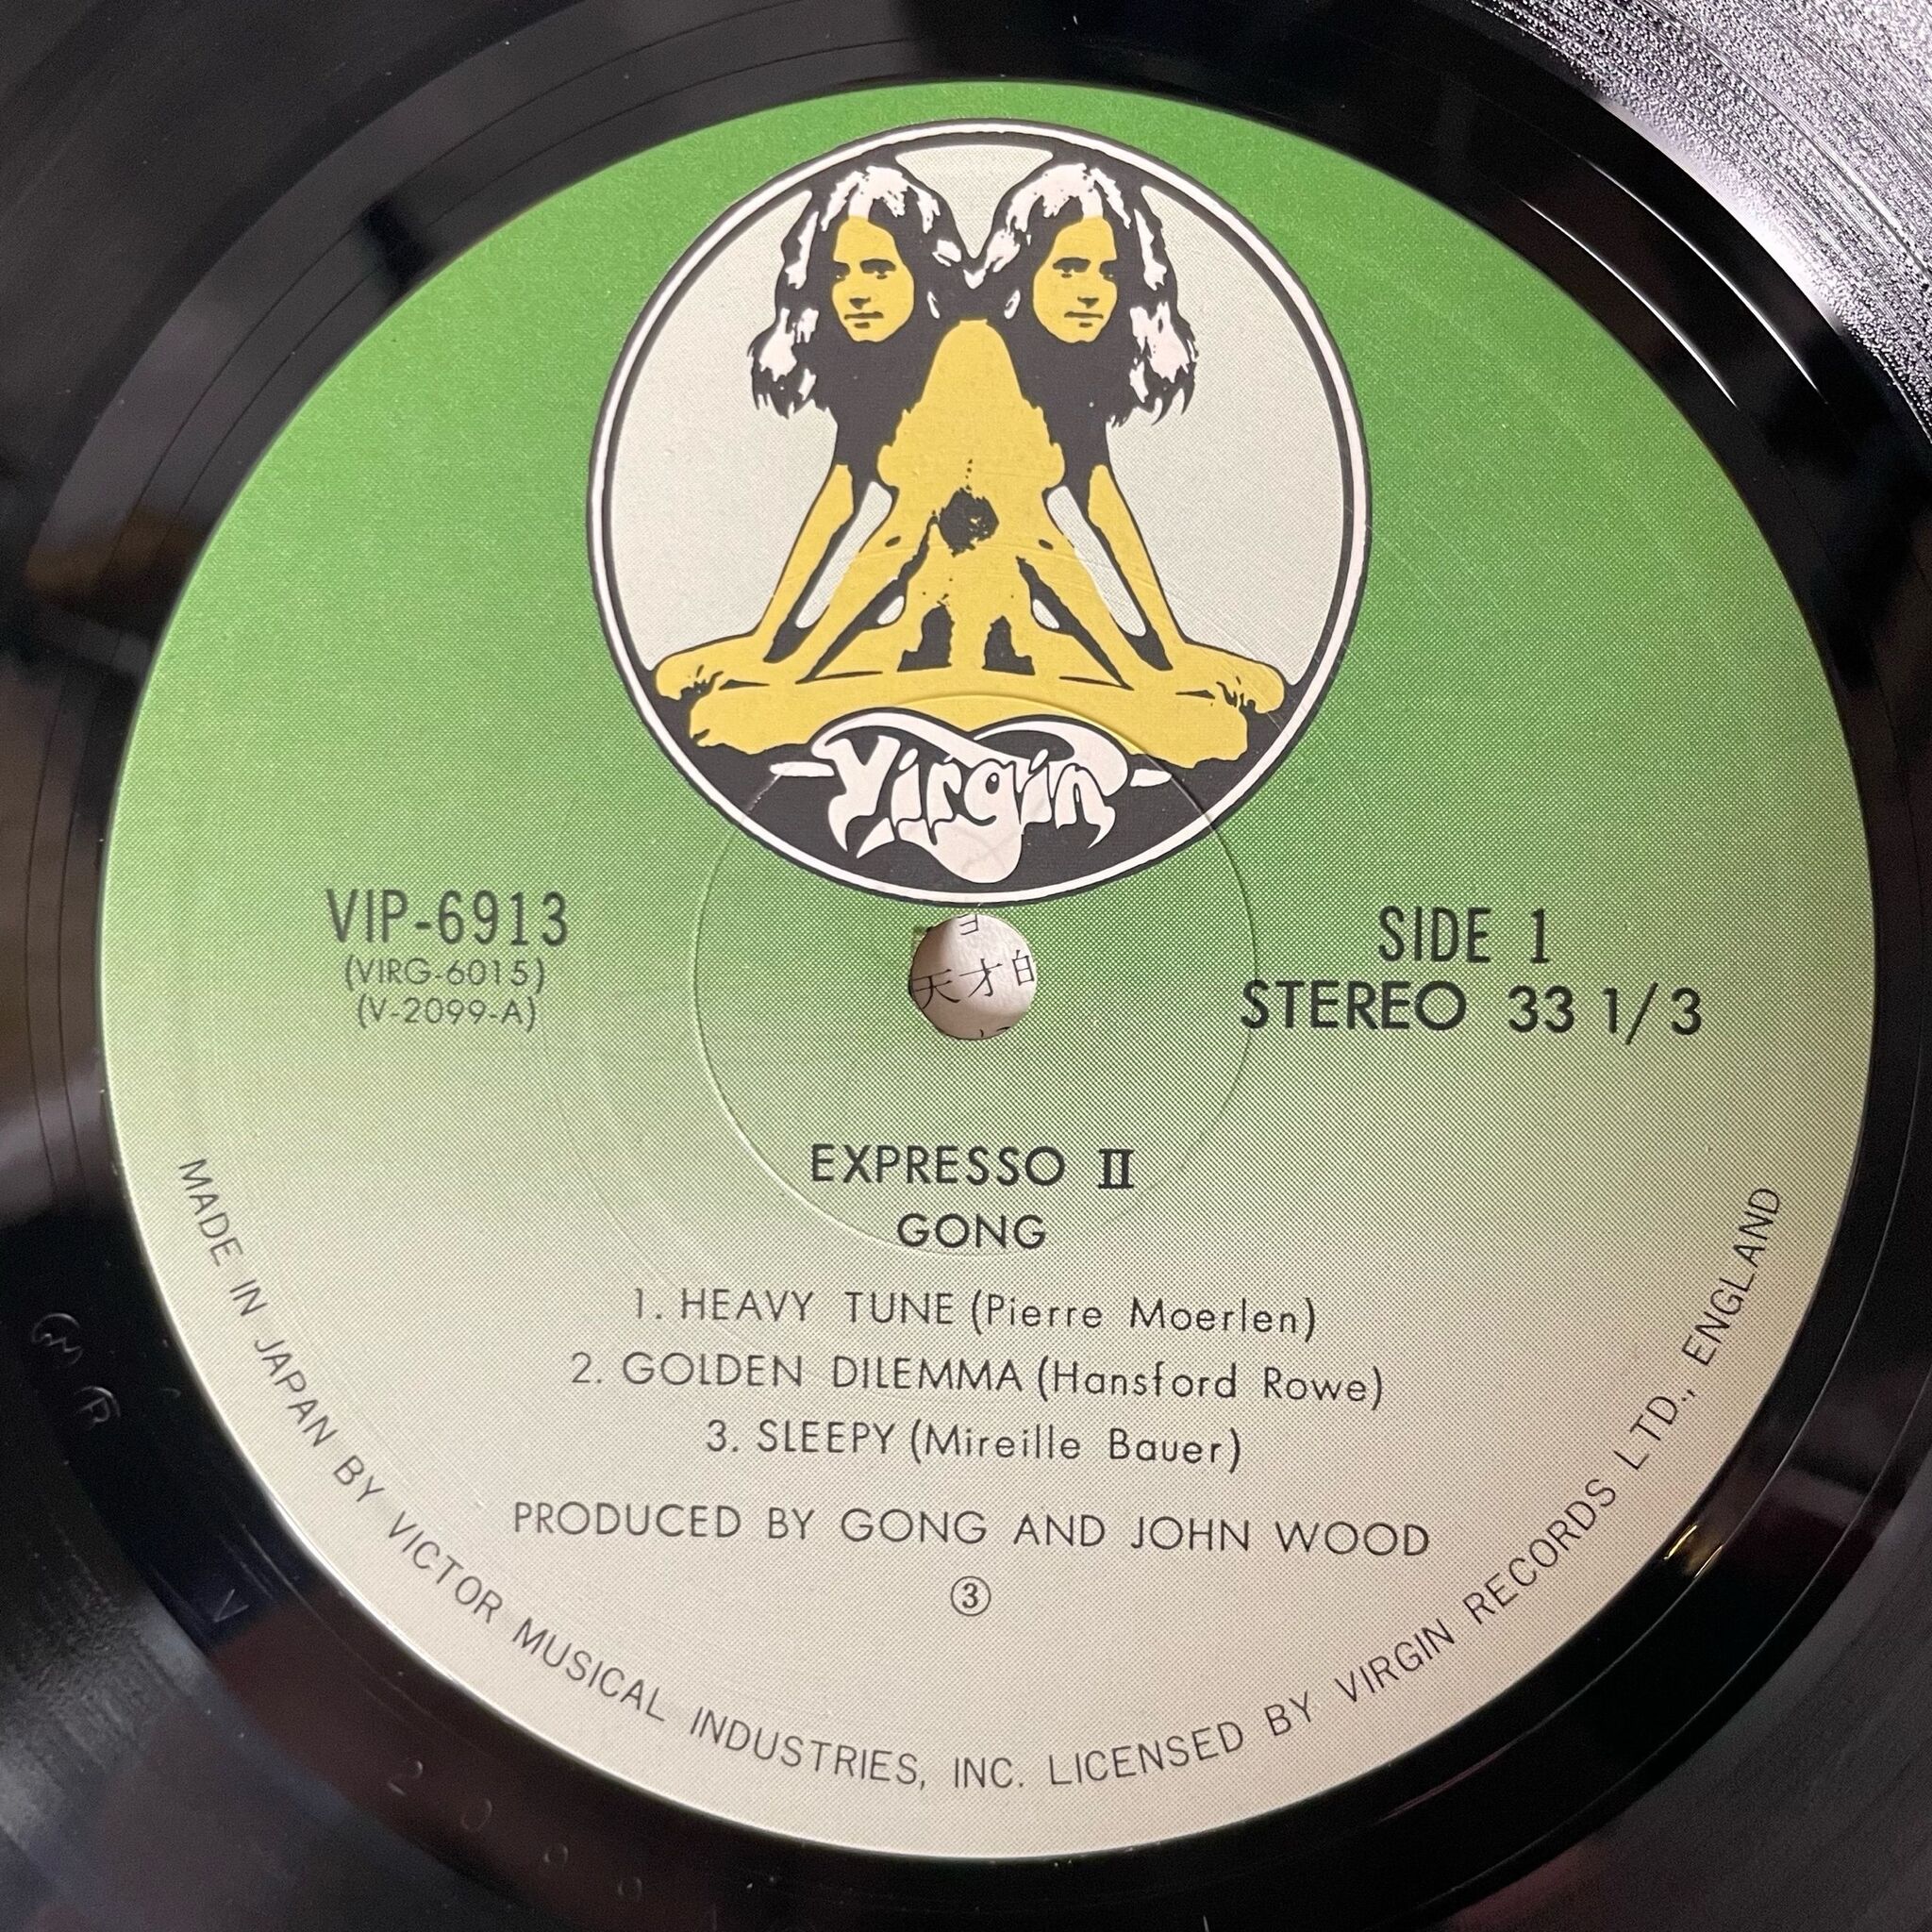 Virgin
VIP-6913
(VIRG-6015)
(V-2099-A)
SIDE 1
STEREO 33 1/3
天才的
EXPRESSO II
GONG
1. HEAVY TUNE (Pierre Moerlen)
2. GOLDEN DILEMMA (Hansford Rowe)
3. SLEEPY (Mireille Bauer)
PRODUCED BY GONG AND JOHN WOOD
③
MADE IN JAPAN BY VICTOR MUSICAL INDUSTRIES, INC. LICENSED BY VIRGIN RECORDS LTD., ENGLAND